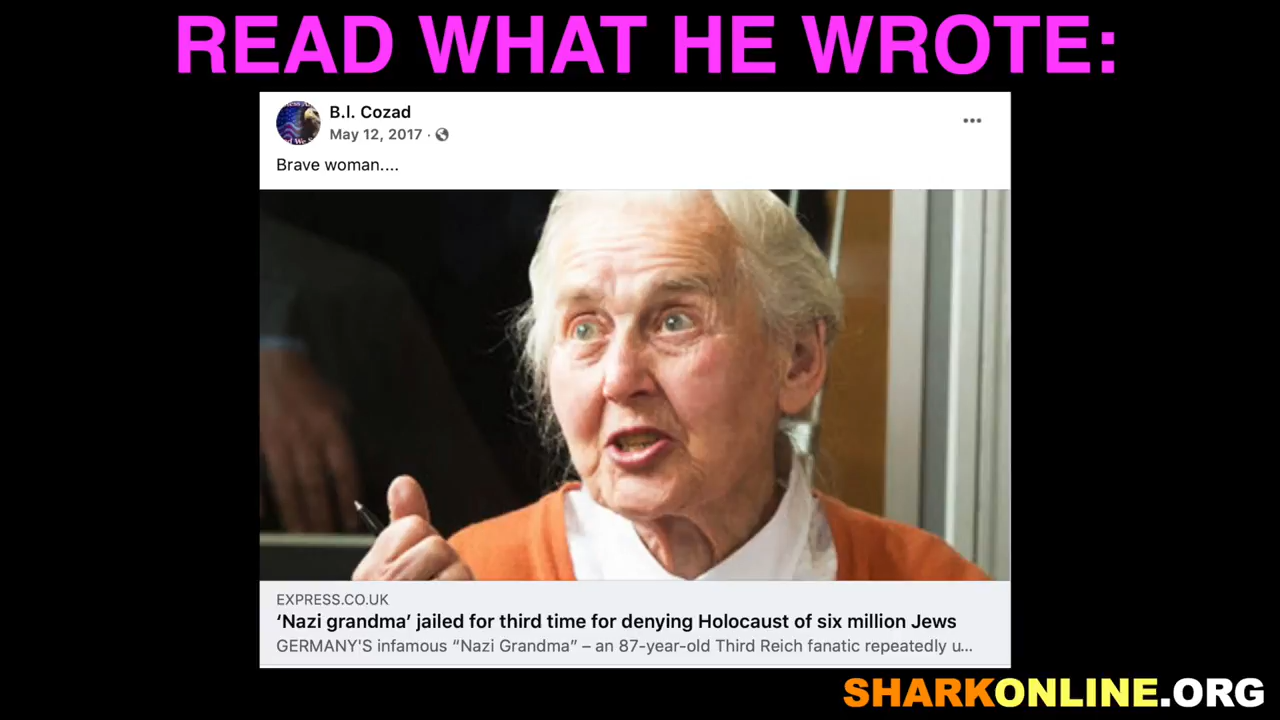 READ WHAT HE WROTE:
B.l. Cozad
May 12, 2017 ·
Brave woman....
EXPRESS.CO.UK
‘Nazi grandma’ jailed for third time for denying Holocaust of six million Jews
GERMANY'S infamous “Nazi Grandma” – an 87-year-old Third Reich fanatic repeatedly u...
SHARKONLINE.ORG